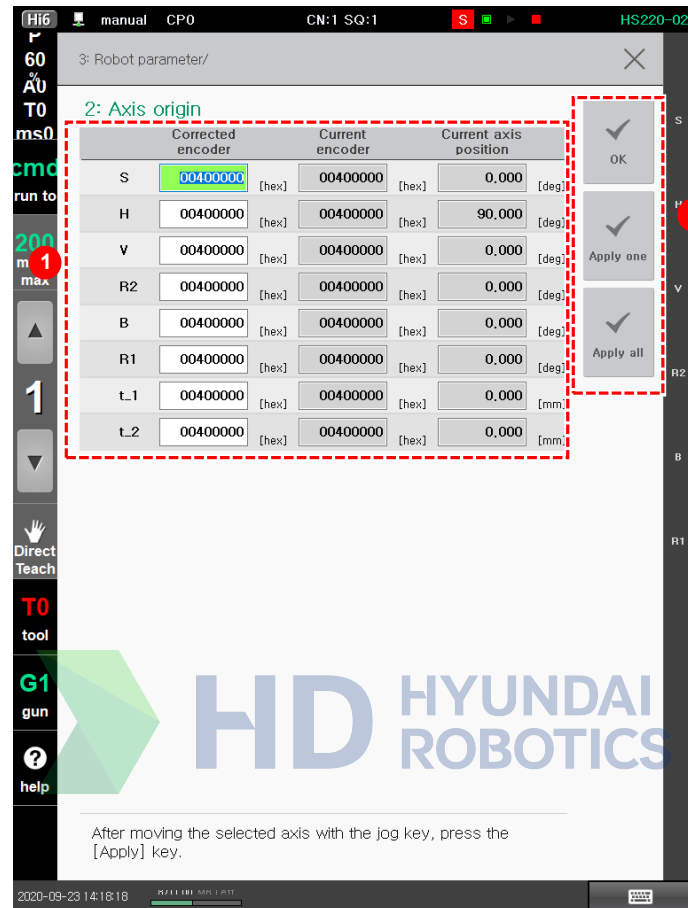 Hi6 manual CP0 CN:1 SQ:1 S HS220-02
P
60
%
T0
ms0
cmd
run to
200
max
1
Direct
Teach
T0
tool
G1
gun
?
help
3: Robot parameter/
2: Axis origin
Corrected encoder Current encoder Current axis position
S 00400000 [hex] 00400000 [hex] 0,000 [deg]
H 00400000 [hex] 00400000 [hex] 90,000 [deg]
V 00400000 [hex] 00400000 [hex] 0,000 [deg]
R2 00400000 [hex] 00400000 [hex] 0,000 [deg]
B 00400000 [hex] 00400000 [hex] 0,000 [deg]
R1 00400000 [hex] 00400000 [hex] 0,000 [deg]
t_1 00400000 [hex] 00400000 [hex] 0,000 [mm]
t_2 00400000 [hex] 00400000 [hex] 0,000 [mm]
1
OK
Apply one
Apply all
S
H
V
R2
B
R1
HD HYUNDAI
ROBOTICS
After moving the selected axis with the jog key, press the
[Apply] key.
2020-09-23 14:18:18